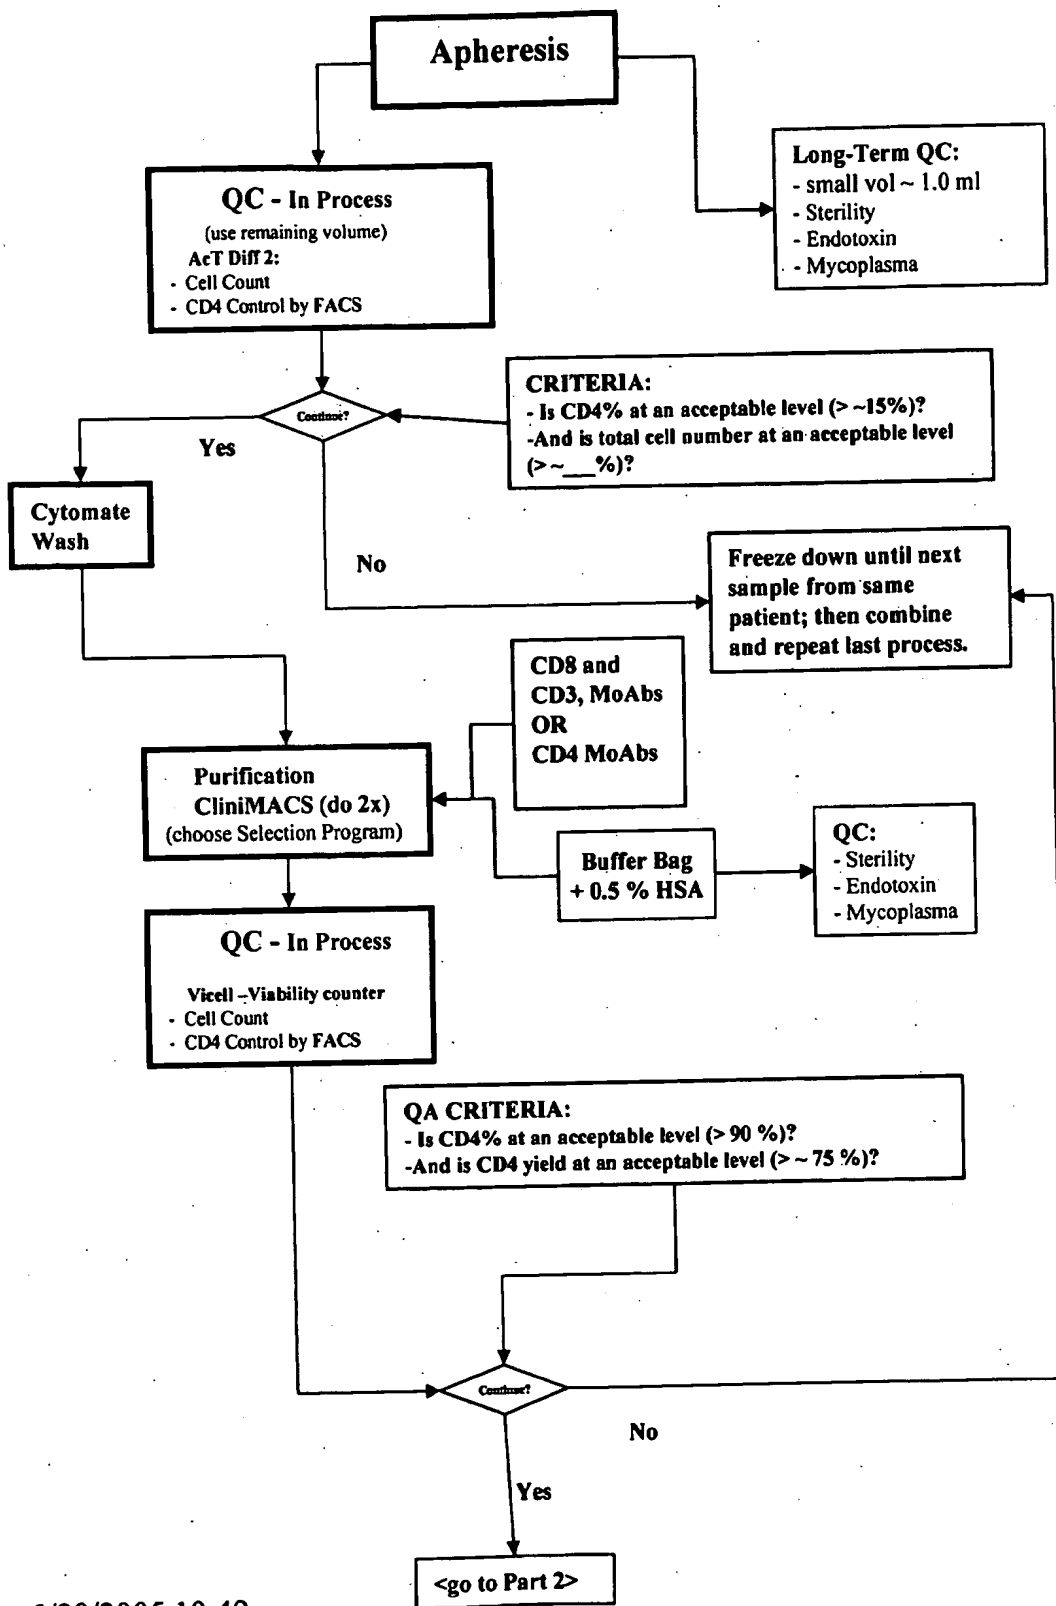 Apheresis
Long-Term QC:
- small vol ~ 1.0 ml
- Sterility
- Endotoxin
- Mycoplasma
QC - In Process
(use remaining volume)
AcT Diff 2:
- Cell Count
- CD4 Control by FACS
CRITERIA:
- Is CD4% at an acceptable level (> ~15%)?
-And is total cell number at an acceptable level
(> ~___%)?
Continue?
Yes
No
Cytomate
Wash
Freeze down until next
sample from same
patient; then combine
and repeat last process.
CD8 and
CD3, MoAbs
OR
CD4 MoAbs
Purification
CliniMACS (do 2x)
(choose Selection Program)
Buffer Bag
+ 0.5 % HSA
QC:
- Sterility
- Endotoxin
- Mycoplasma
QC - In Process
Vicell –Viability counter
- Cell Count
- CD4 Control by FACS
QA CRITERIA:
- Is CD4% at an acceptable level (> 90 %)?
-And is CD4 yield at an acceptable level (> ~ 75 %)?
Continue?
No
Yes
<go to Part 2>